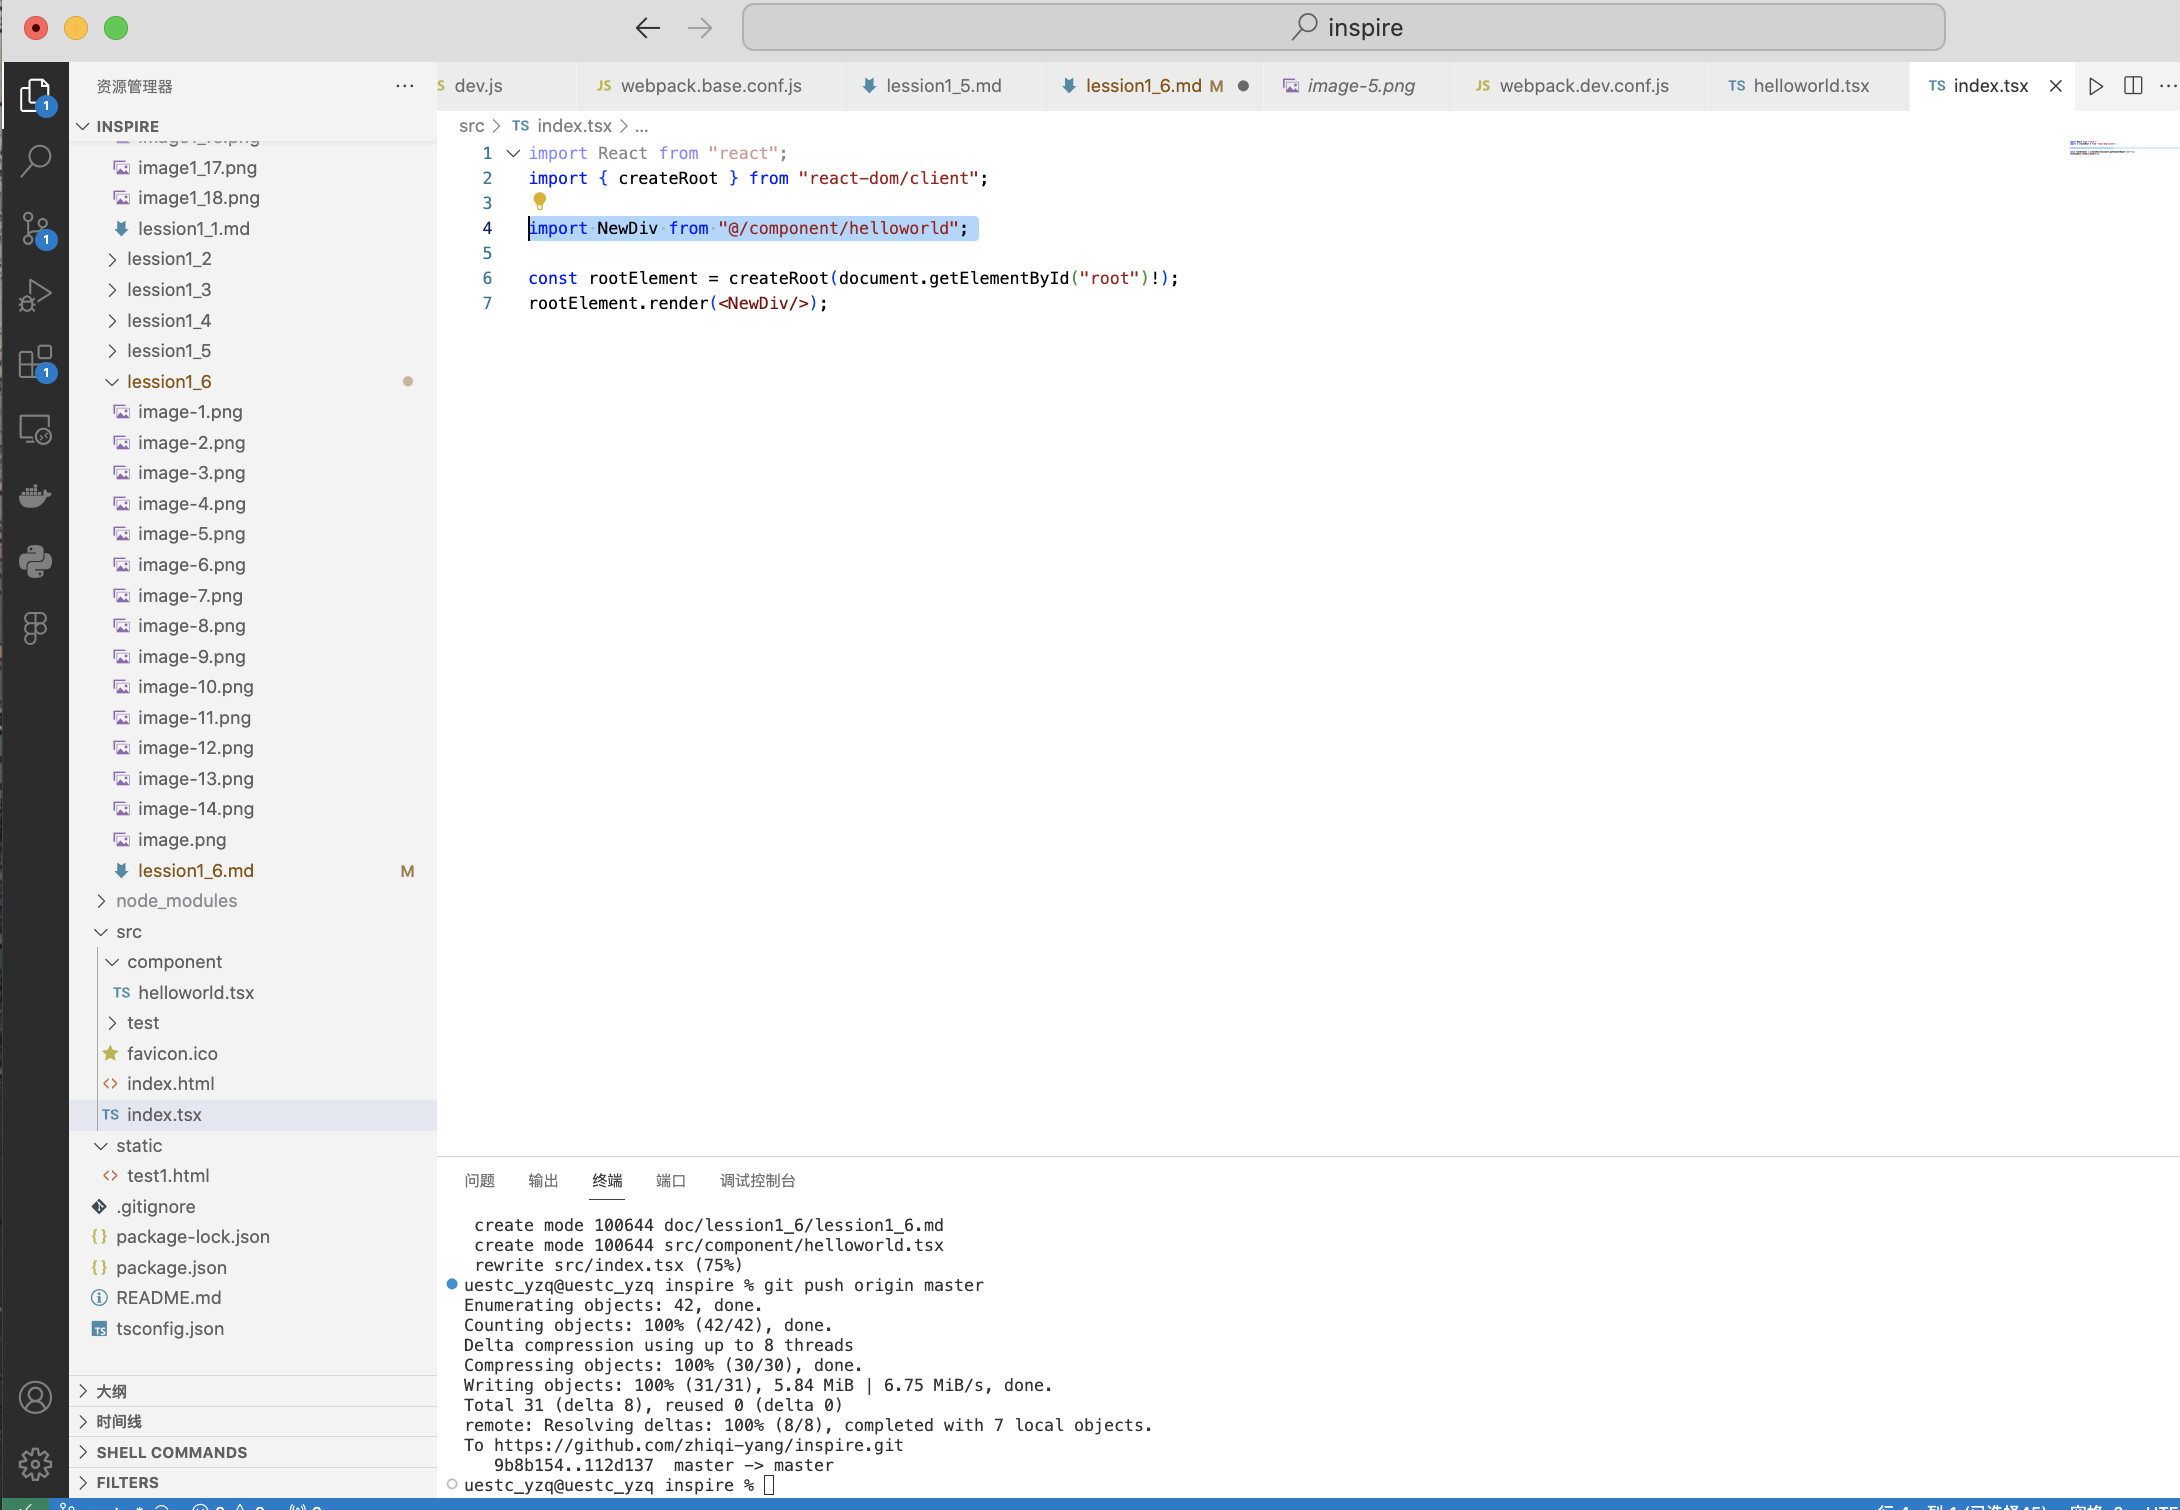 inspire
1
1
1
资源管理器
INSPIRE
image1_17.png
image1_18.png
lession1_1.md
lession1_2
lession1_3
lession1_4
lession1_5
lession1_6
image-1.png
image-2.png
image-3.png
image-4.png
image-5.png
image-6.png
image-7.png
image-8.png
image-9.png
image-10.png
image-11.png
image-12.png
image-13.png
image-14.png
image.png
lession1_6.md M
node_modules
src
component
TS helloworld.tsx
test
favicon.ico
index.html
TS index.tsx
static
test1.html
.gitignore
package-lock.json
package.json
README.md
TS tsconfig.json
大纲
时间线
SHELL COMMANDS
FILTERS
dev.js JS webpack.base.conf.js lession1_5.md lession1_6.md M image-5.png JS webpack.dev.conf.js TS helloworld.tsx TS index.tsx
src > TS index.tsx > ...
1 import React from "react";
2 import { createRoot } from "react-dom/client";
3
4 import NewDiv from "@/component/helloworld";
5
6 const rootElement = createRoot(document.getElementById("root")!);
7 rootElement.render(<NewDiv/>);
问题 输出 终端 端口 调试控制台
create mode 100644 doc/lession1_6/lession1_6.md
create mode 100644 src/component/helloworld.tsx
rewrite src/index.tsx (75%)
uestc_yzq@uestc_yzq inspire % git push origin master
Enumerating objects: 42, done.
Counting objects: 100% (42/42), done.
Delta compression using up to 8 threads
Compressing objects: 100% (30/30), done.
Writing objects: 100% (31/31), 5.84 MiB | 6.75 MiB/s, done.
Total 31 (delta 8), reused 0 (delta 0)
remote: Resolving deltas: 100% (8/8), completed with 7 local objects.
To https://github.com/zhiqi-yang/inspire.git
9b8b154..112d137 master -> master
uestc_yzq@uestc_yzq inspire %